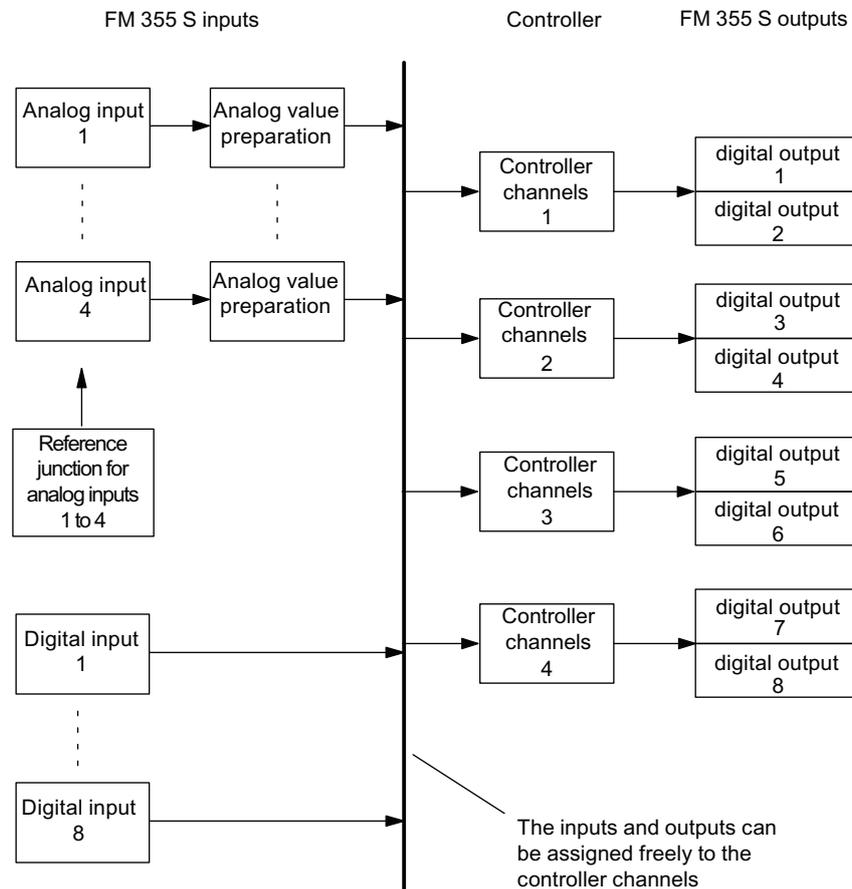 FM 355 S inputs
Controller
FM 355 S outputs
Analog input
1
Analog value
preparation
Analog input
4
Analog value
preparation
Reference
junction for
analog inputs
1 to 4
Digital input
1
Digital input
8
Controller
channels
1
Controller
channels
2
Controller
channels
3
Controller
channels
4
digital output
1
digital output
2
digital output
3
digital output
4
digital output
5
digital output
6
digital output
7
digital output
8
The inputs and outputs can
be assigned freely to the
controller channels